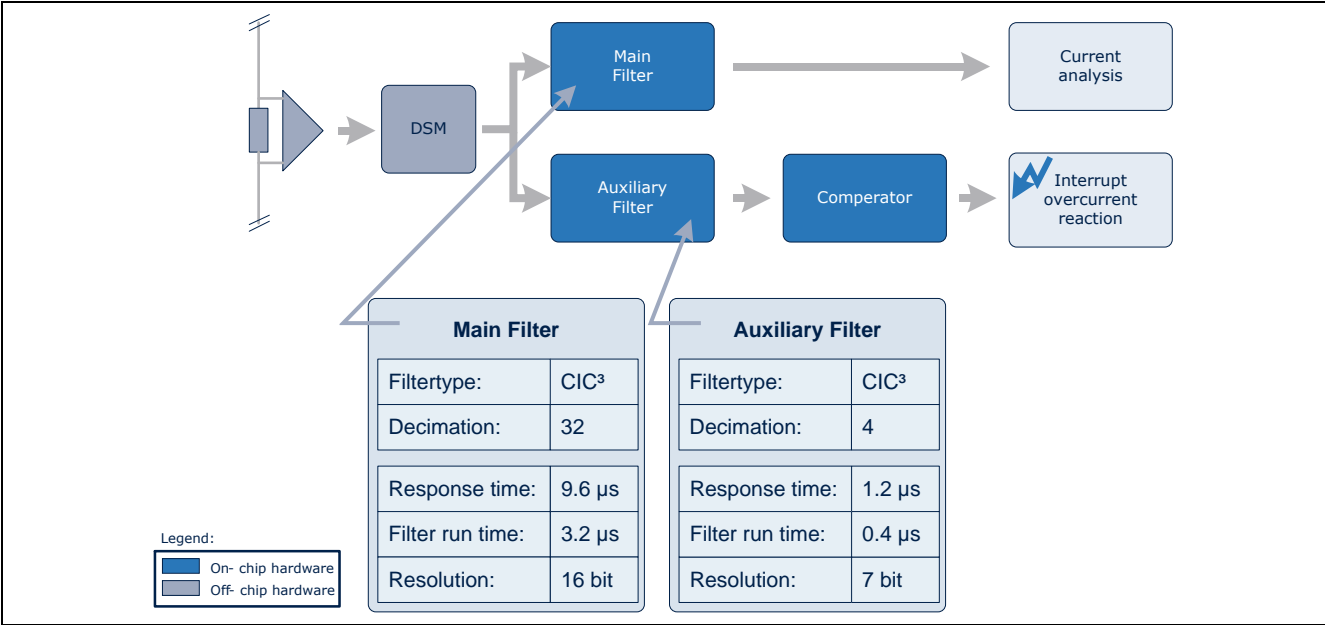 Main
Filter
Current
analysis
DSM
Auxiliary
Filter
Comperator
Interrupt
overcurrent
reaction
Main Filter
Filtertype: CIC³
Decimation: 32
Response time: 9.6 µs
Filter run time: 3.2 µs
Resolution: 16 bit
Auxiliary Filter
Filtertype: CIC³
Decimation: 4
Response time: 1.2 µs
Filter run time: 0.4 µs
Resolution: 7 bit
Legend:
On- chip hardware
Off- chip hardware